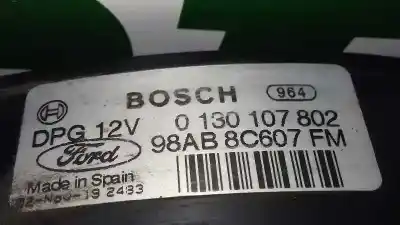 BOSCH 964
DPG 12V 0 130 107 802
Ford 98AB 8C607 FM
Made in Spain